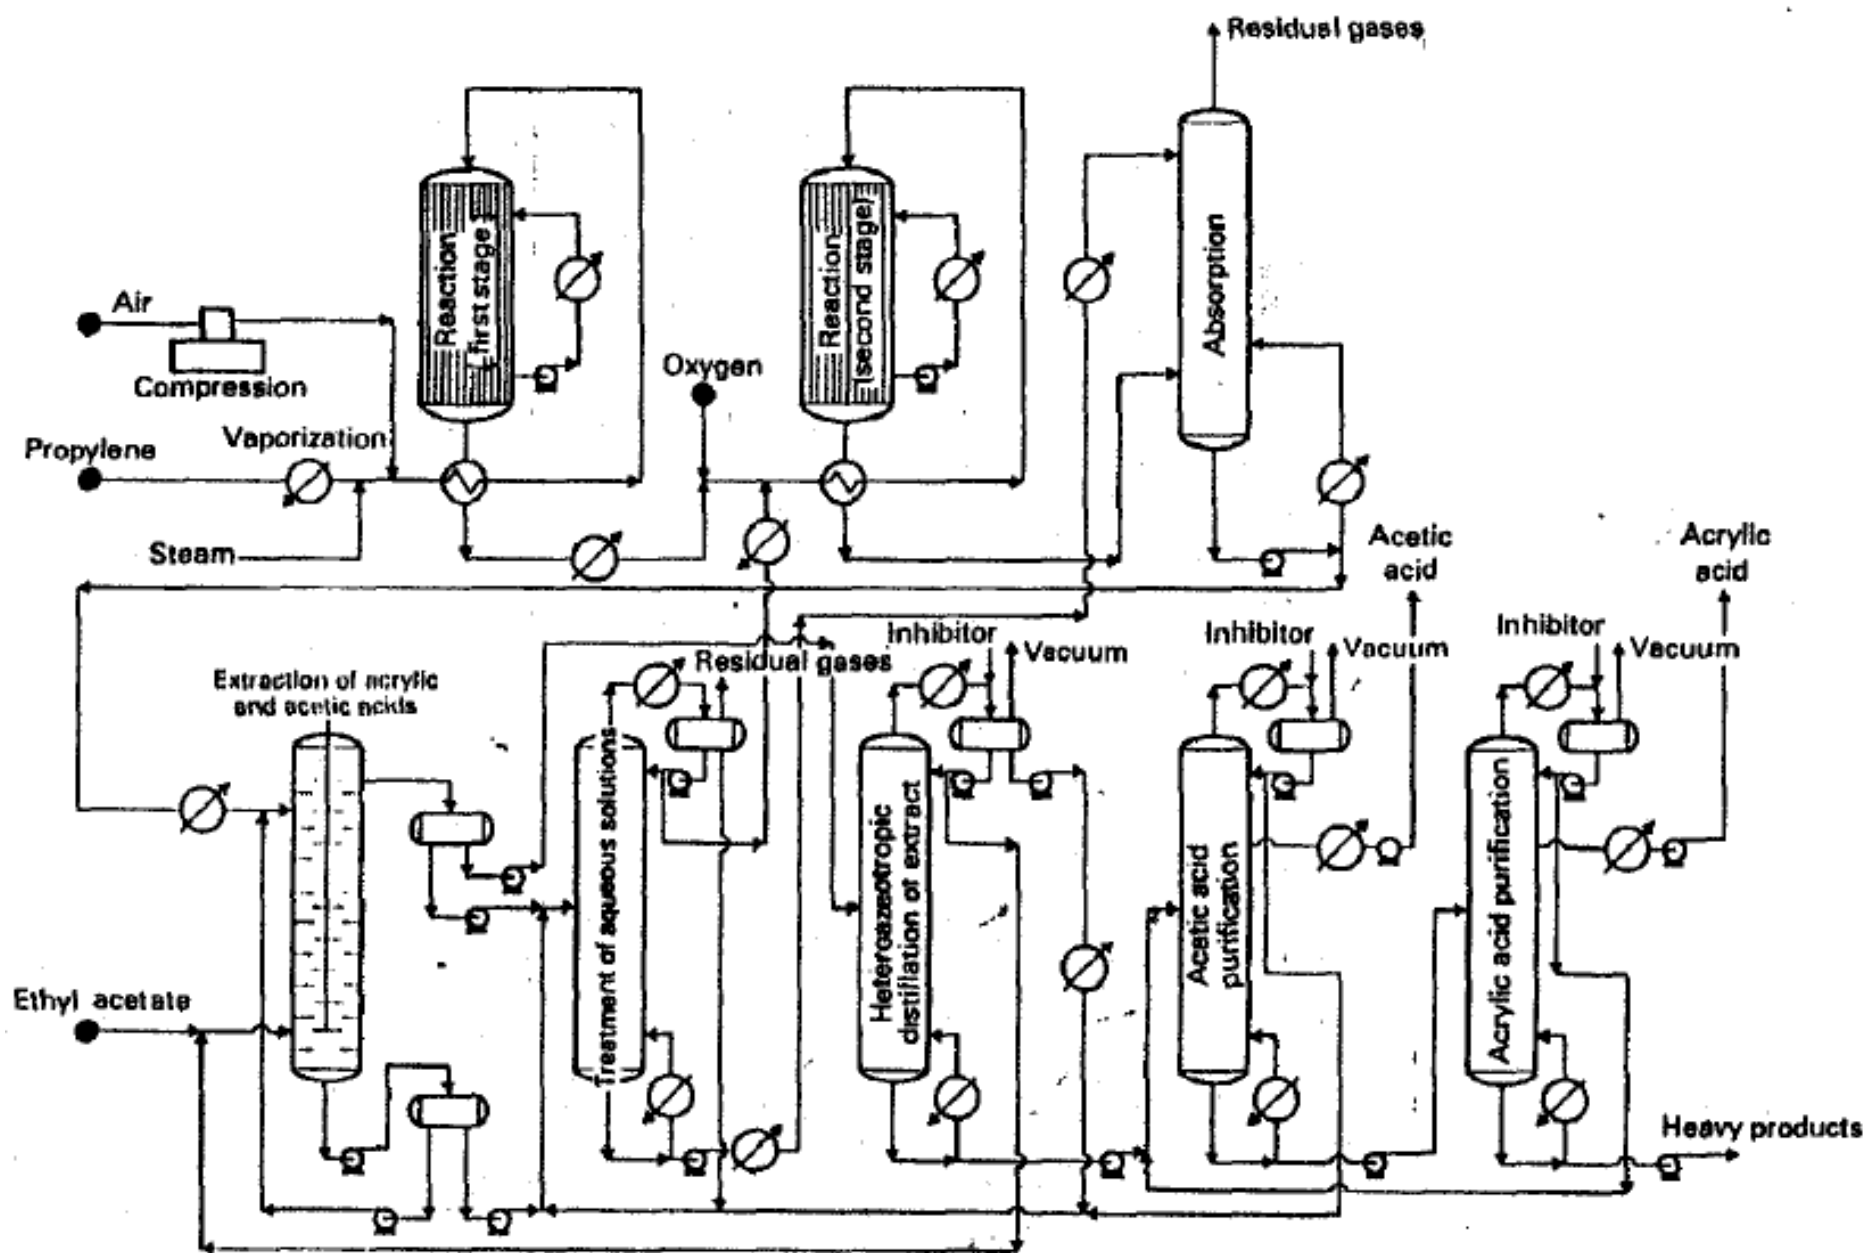 Residual gases
Reaction
(first stage)
Reaction
(second stage)
Absorption
Air
Compression
Oxygen
Propylene
Vaporization
Steam
Acetic
acid
Acrylic
acid
Inhibitor
Vacuum
Inhibitor
Vacuum
Inhibitor
Vacuum
Residual gases
Extraction of acrylic
and acetic acids
Treatment of aqueous solutions
Heteroazeotropic
distillation of extract
Acetic acid
purification
Acrylic acid purification
Ethyl acetate
Heavy products